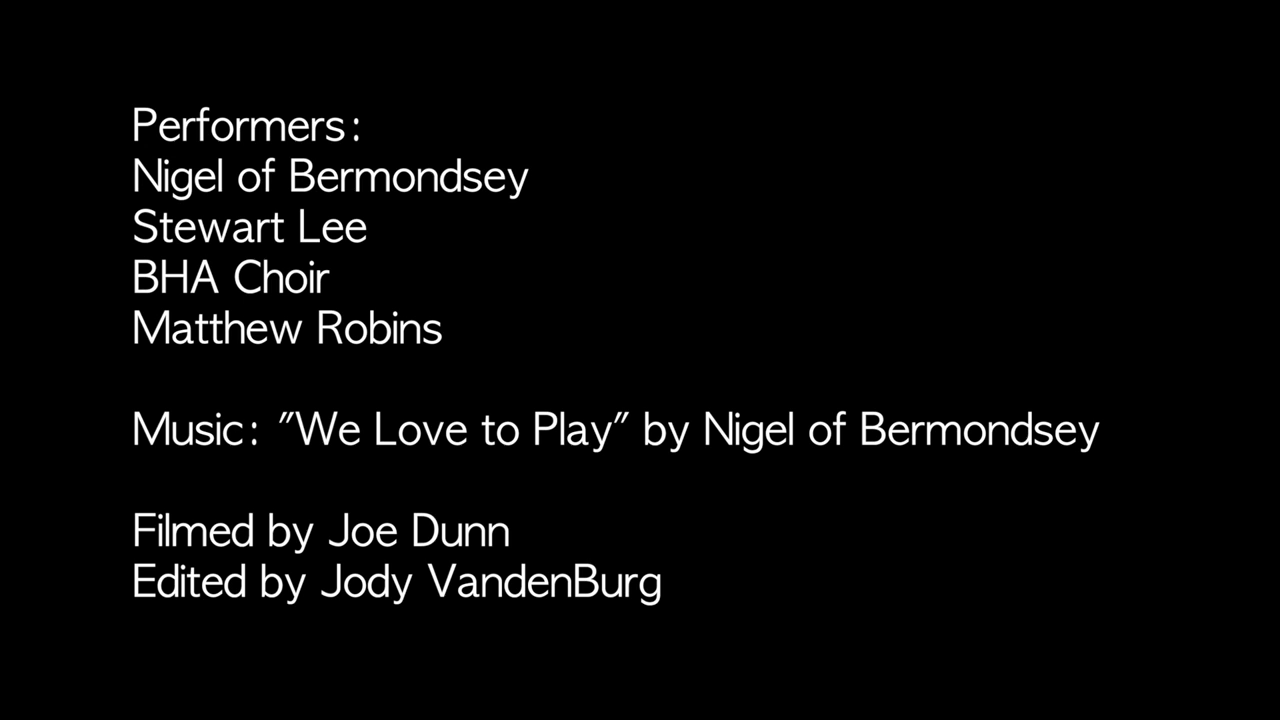 Performers:
Nigel of Bermondsey
Stewart Lee
BHA Choir
Matthew Robins
Music: "We Love to Play" by Nigel of Bermondsey
Filmed by Joe Dunn
Edited by Jody VandenBurg